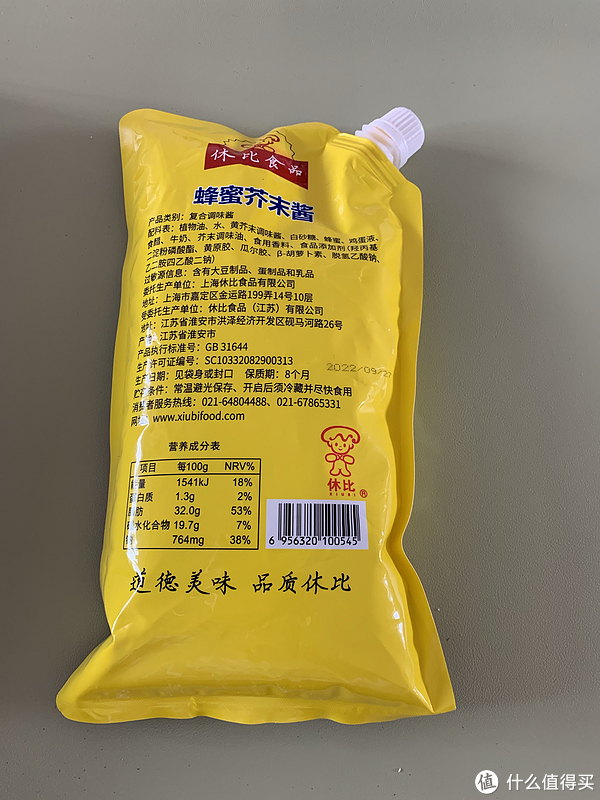 休比食品
蜂蜜芥末酱
产品类别：复合调味酱
配料表：植物油、水、黄芥末调味酱、白砂糖、蜂蜜、鸡蛋液、
食醋、牛奶、芥末调味油、食用香料、食品添加剂(羟丙基
二淀粉磷酸酯、黄原胶、瓜尔胶、β-胡萝卜素、脱氢乙酸钠、
乙二胺四乙酸二钠)
过敏源信息：含有大豆制品、蛋制品和乳品
委托生产单位：上海休比食品有限公司
地址：上海市嘉定区金运路199弄14号10层
受委托生产单位：休比食品（江苏）有限公司
地址：江苏省淮安市洪泽经济开发区砚马河路26号
产地：江苏省淮安市
产品执行标准号：GB 31644
生产许可证编号：SC10332082900313
生产日期：见袋身或封口 保质期：8个月
2022/09/2
贮存条件：常温避光保存、开启后须冷藏并尽快食用
消费者服务热线：021-64804488、021-67865331
网址：www.xiubifood.com
营养成分表
项目 每100g NRV%
能量 1541kJ 18%
蛋白质 1.3g 2%
脂肪 32.0g 53%
碳水化合物 19.7g 7%
钠 764mg 38%
休比
XIUBI ®
6 956320 100545
道德美味 品质休比
值 什么值得买